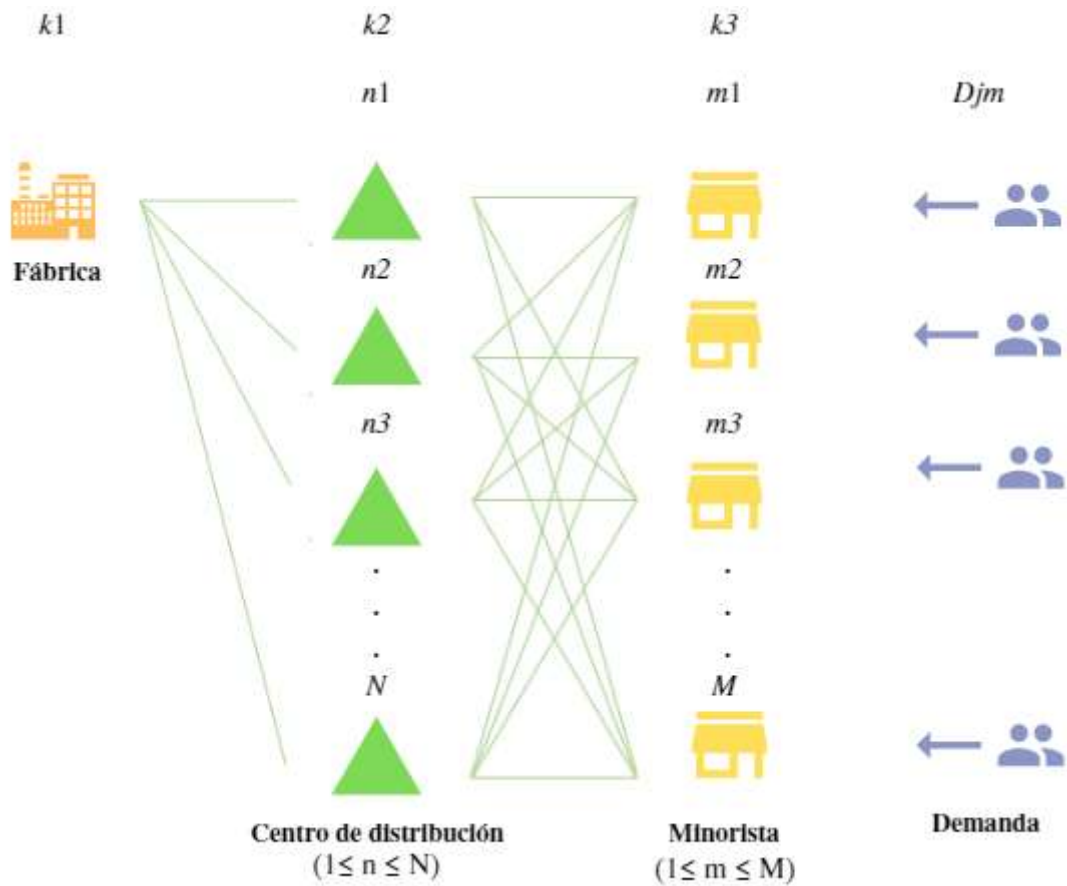 k1 k2 k3
n1 m1 Djm
Fábrica
n2 m2
n3 m3
.
.
.
.
.
.
N M
Centro de distribución
(1≤ n ≤ N)
Minorista
(1≤ m ≤ M)
Demanda